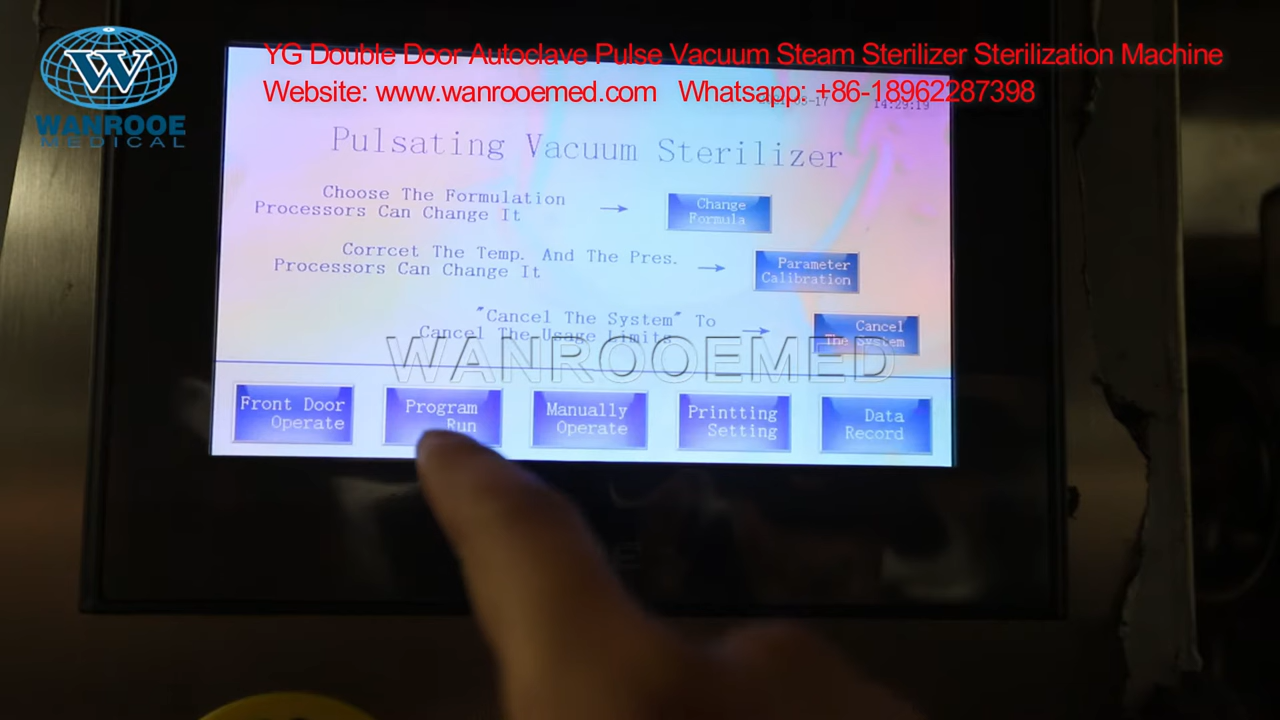 YG Double Door Autoclave Pulse Vacuum Steam Sterilizer Sterilization Machine
Website: www.wanrooemed.com Whatsapp: +86-18962287398
W
WANROOE
MEDICAL
14:29:19
Pulsating Vacuum Sterilizer
Choose The Formulation
Processors Can Change It
→
Change
Formula
Corrcet The Temp. And The Pres.
Processors Can Change It
→
Parameter
Calibration
"Cancel The System" To
Cancel The Usage Limits
→
Cancel
The System
WANROOEMED
Front Door
Operate
Program
Run
Manually
Operate
Printting
Setting
Data
Record